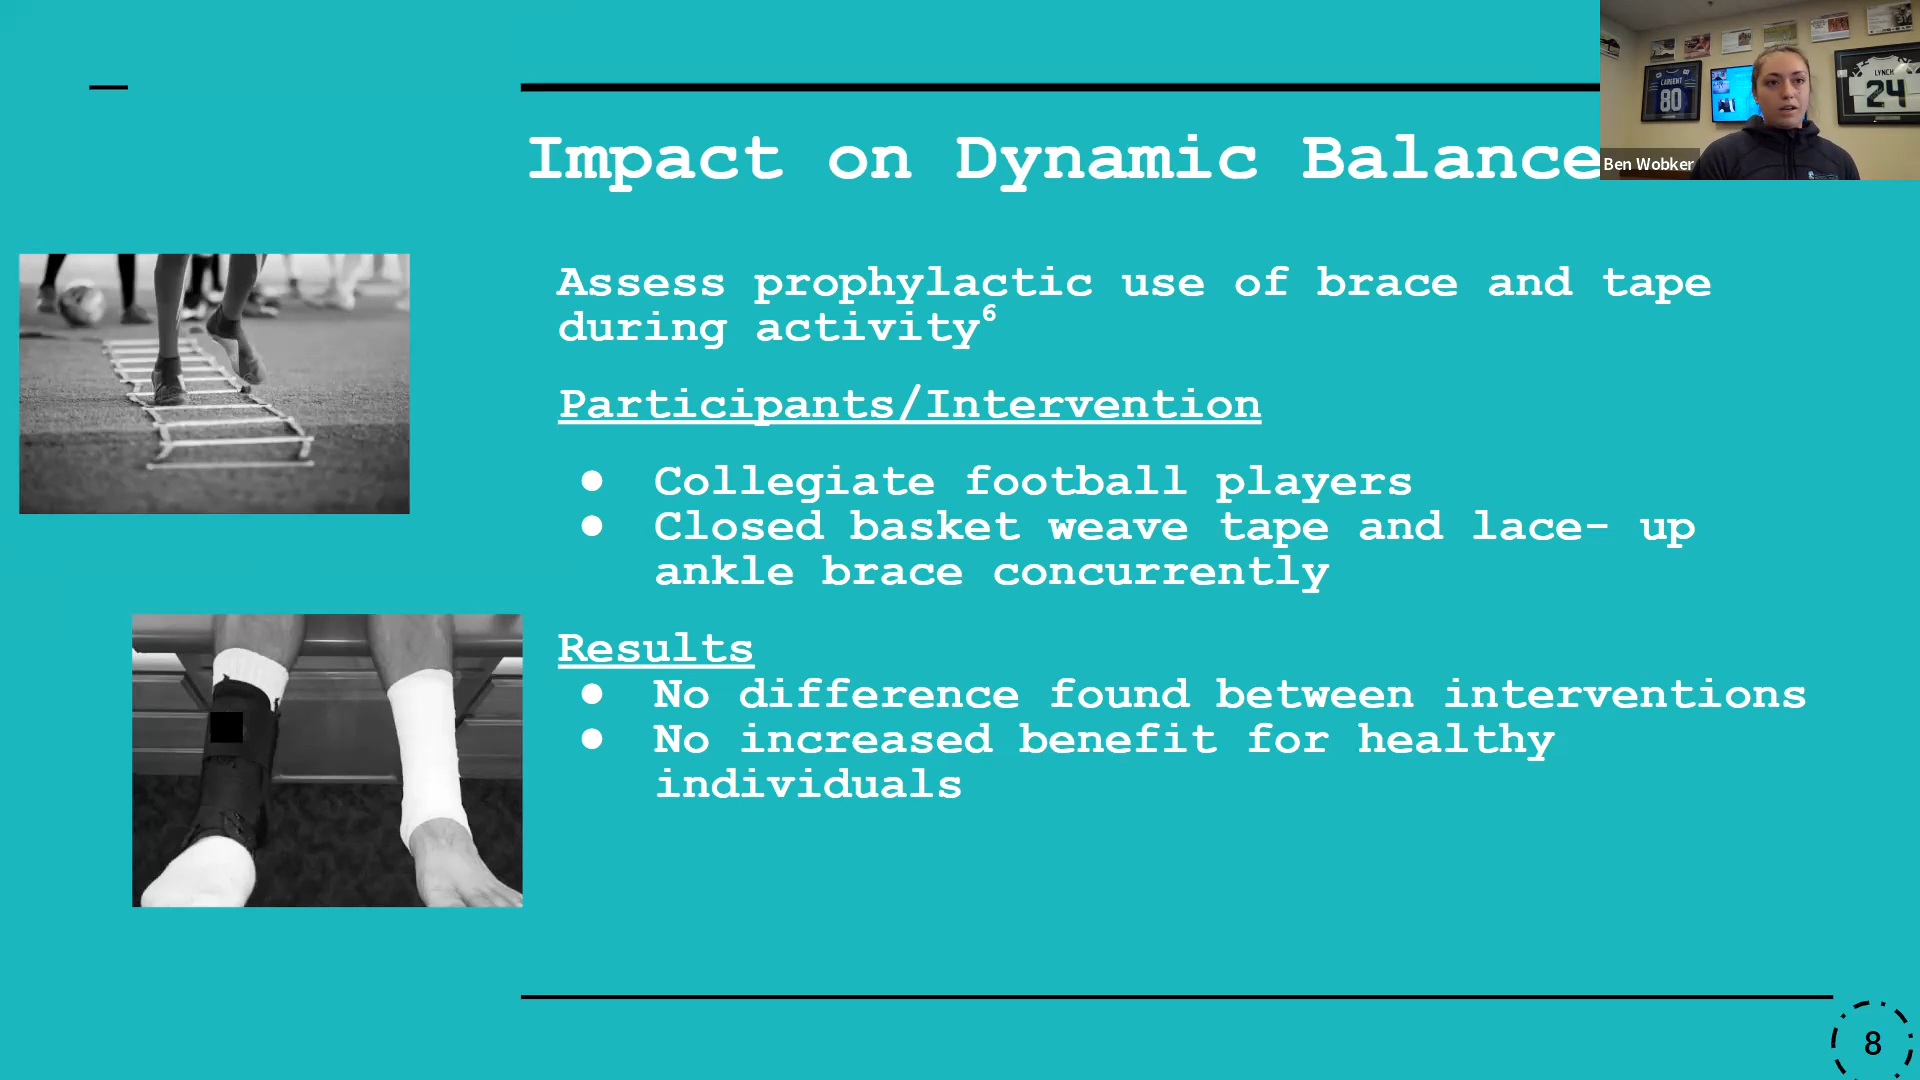 Impact on Dynamic Balance
LARGENT
80
LYNCH
24
Ben Wobker
Assess prophylactic use of brace and tape
during activity6
Participants/Intervention
● Collegiate football players
● Closed basket weave tape and lace- up
ankle brace concurrently
Results
● No difference found between interventions
● No increased benefit for healthy
individuals
8